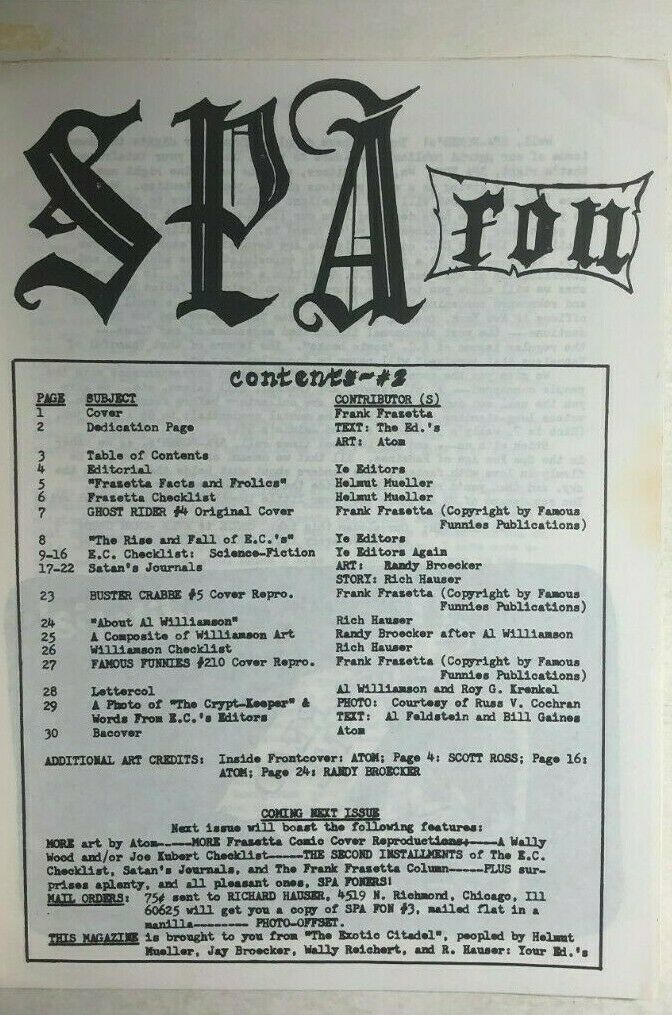 SPA fon
contents-#2
PAGE SUBJECT CONTRIBUTOR (S)
1 Cover Frank Frazetta
2 Dedication Page TEXT: The Ed.'s
ART: Atom
3 Table of Contents
4 Editorial Ye Editors
5 "Frazetta Facts and Frolics" Helmut Mueller
6 Frazetta Checklist Helmut Mueller
7 GHOST RIDER #4 Original Cover Frank Frazetta (Copyright by Famous
Funnies Publications)
8 "The Rise and Fall of E.C.'s" Ye Editors
9-16 E.C. Checklist: Science-Fiction Ye Editors Again
17-22 Satan's Journals ART: Randy Broecker
STORY: Rich Hauser
23 BUSTER CRABBE #5 Cover Repro. Frank Frazetta (Copyright by Famous
Funnies Publications)
24 "About Al Williamson" Rich Hauser
25 A Composite of Williamson Art Randy Broecker after Al Williamson
26 Williamson Checklist Rich Hauser
27 FAMOUS FUNNIES #210 Cover Repro. Frank Frazetta (Copyright by Famous
Funnies Publications)
28 Lettercol Al Williamson and Roy G. Krenkel
29 A Photo of "The Crypt-Keeper" & PHOTO: Courtesy of Russ V. Cochran
Words From E.C.'s Editors TEXT: Al Feldstein and Bill Gaines
30 Bacover Atom
ADDITIONAL ART CREDITS: Inside Frontcover: ATOM; Page 4: SCOTT ROSS; Page 16:
ATOM; Page 24: RANDY BROECKER
COMING NEXT ISSUE
Next issue will boast the following features:
MORE art by Atom-----MORE Frazetta Comic Cover Reproductions----A Wally
Wood and/or Joe Kubert Checklist-----THE SECOND INSTALLMENTS of The E.C.
Checklist, Satan's Journals, and The Frank Frazetta Column-----PLUS sur-
prises aplenty, and all pleasant ones, SPA FONERS!
MAIL ORDERS: 75¢ sent to RICHARD HAUSER, 4519 N. Richmond, Chicago, Ill
60625 will get you a copy of SPA FON #3, mailed flat in a
manilla-------- PHOTO-OFFSET.
THIS MAGAZINE is brought to you from "The Exotic Citadel", peopled by Helmut
Mueller, Jay Broecker, Wally Reichert, and R. Hauser: Your Ed.'s